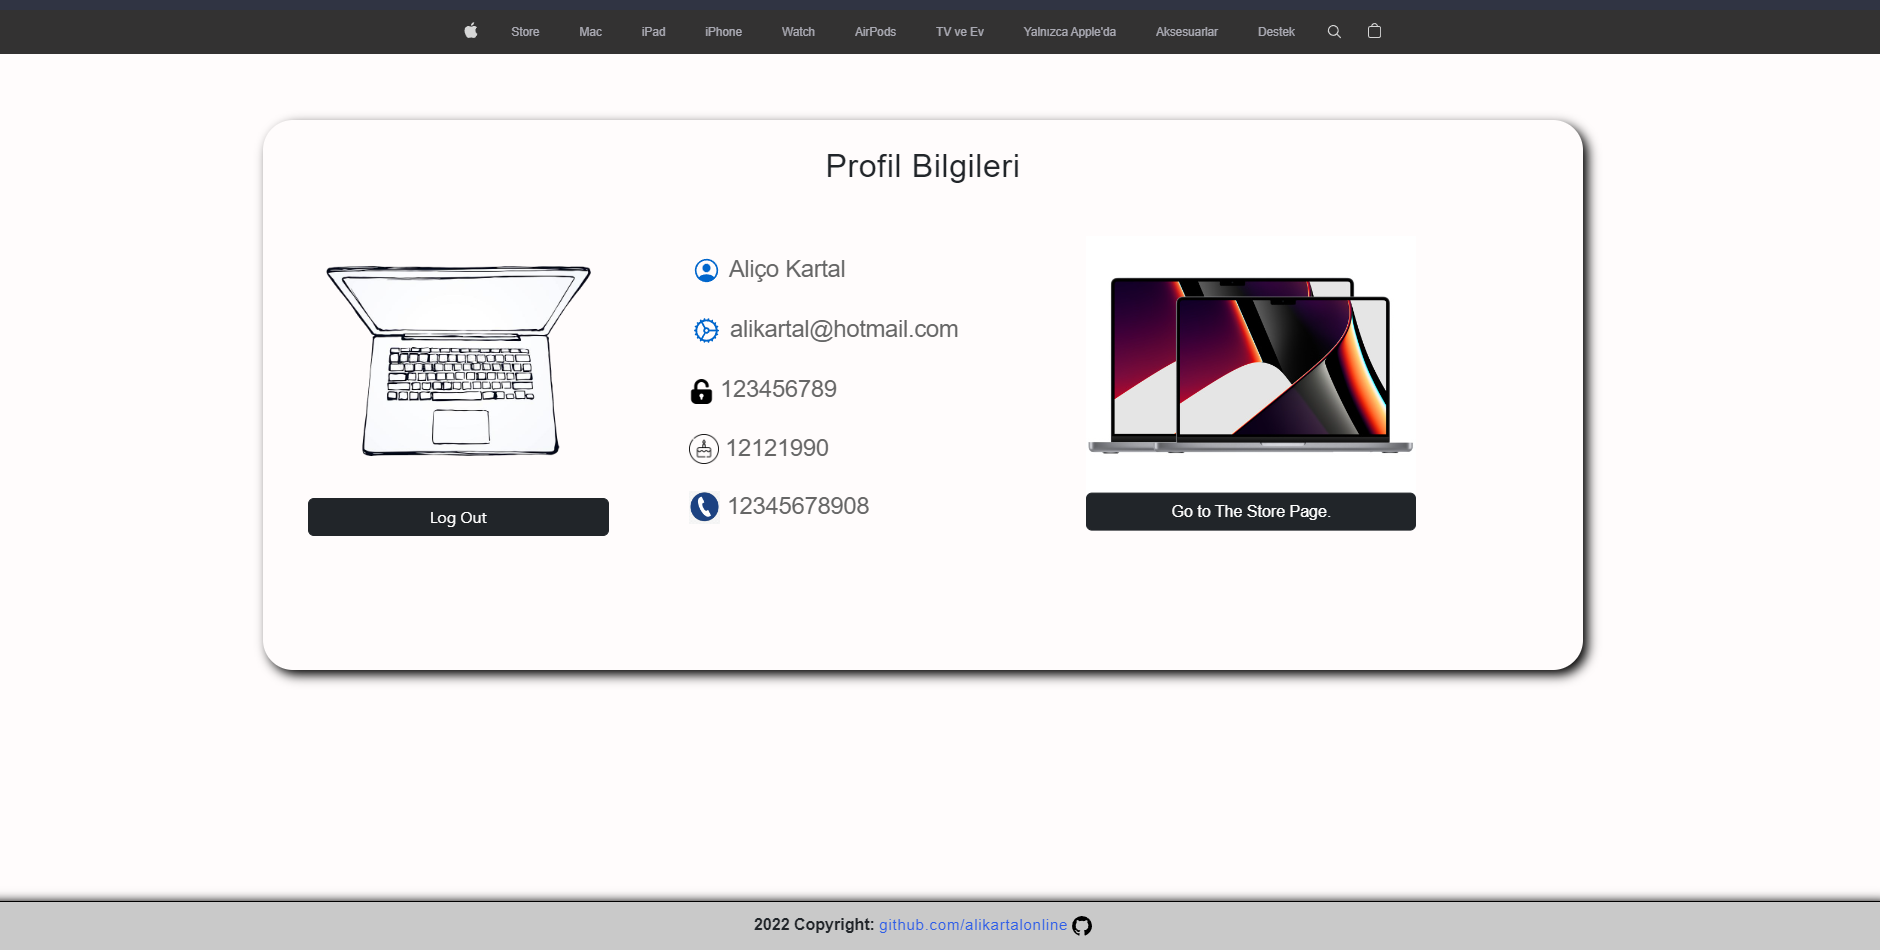 Store Mac iPad iPhone Watch AirPods TV ve Ev Yalnızca Apple'da Aksesuarlar Destek
Profil Bilgileri
Aliço Kartal
alikartal@hotmail.com
123456789
12121990
12345678908
Log Out
Go to The Store Page.
2022 Copyright: github.com/alikartalonline